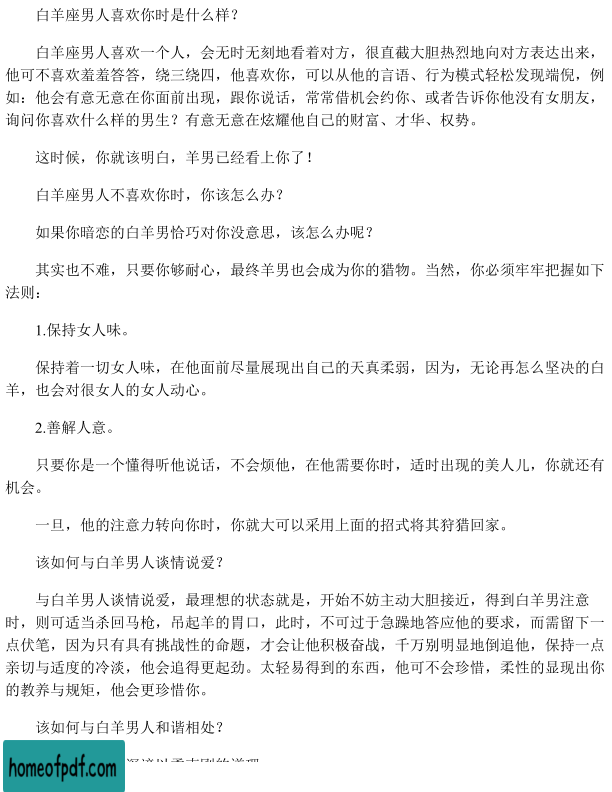 白羊座男人喜欢你时是什么样？
白羊座男人喜欢一个人，会无时无刻地看着对方，很直截大胆热烈地向对方表达出来，
他可不喜欢羞羞答答，绕三绕四，他喜欢你，可以从他的言语、行为模式轻松发现端倪，例
如：他会有意无意在你面前出现，跟你说话，常常借机会约你、或者告诉你他没有女朋友，
询问你喜欢什么样的男生？有意无意在炫耀他自己的财富、才华、权势。
这时候，你就该明白，羊男已经看上你了！
白羊座男人不喜欢你时，你该怎么办？
如果你暗恋的白羊男恰巧对你没意思，该怎么办呢？
其实也不难，只要你够耐心，最终羊男也会成为你的猎物。当然，你必须牢牢把握如下
法则：
1.保持女人味。
保持着一切女人味，在他面前尽量展现出自己的天真柔弱，因为，无论再怎么坚决的白
羊，也会对很女人的女人动心。
2.善解人意。
只要你是一个懂得听他说话，不会烦他，在他需要你时，适时出现的美人儿，你就还有
机会。
一旦，他的注意力转向你时，你就大可以采用上面的招式将其狩猎回家。
该如何与白羊男人谈情说爱？
与白羊男人谈情说爱，最理想的状态就是，开始不妨主动大胆接近，得到白羊男注意
时，则可适当杀回马枪，吊起羊的胃口，此时，不可过于急躁地答应他的要求，而需留下一
点伏笔，因为只有具有挑战性的命题，才会让他积极奋战，千万别明显地倒追他，保持一点
亲切与适度的冷淡，他会追得更起劲。太轻易得到的东西，他可不会珍惜，柔性的显现出你
的教养与规矩，他会更珍惜你。
该如何与白羊男人和谐相处？
homeofpdf.com